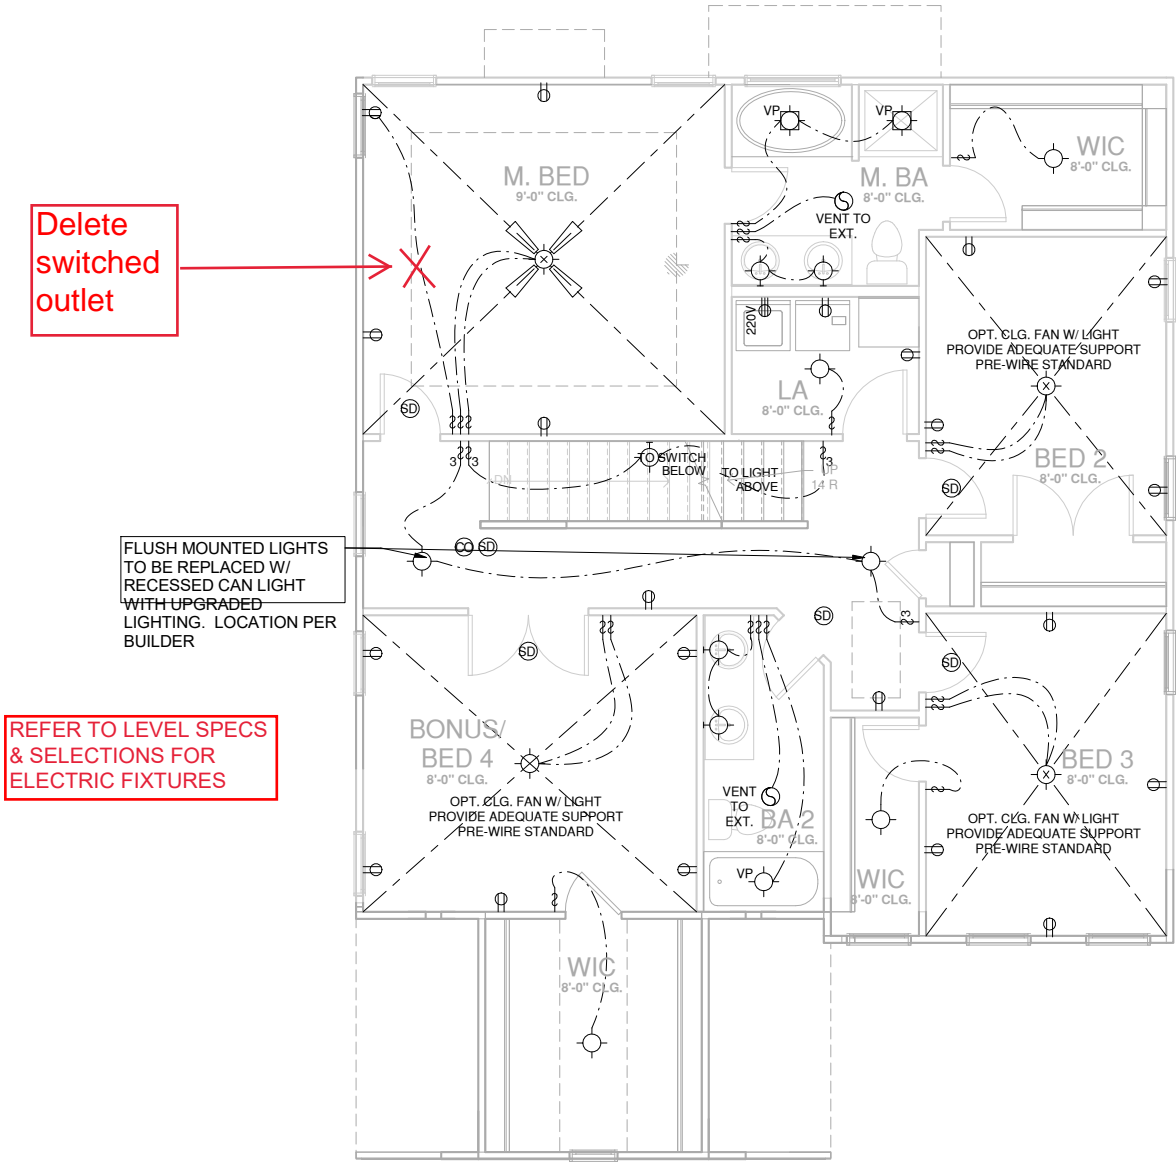 VP
VP
WIC
8'-0" CLG.
M. BED
9'-0" CLG.
M. BA
8'-0" CLG.
VENT TO
EXT.
Delete
switched
outlet
220V
OPT. CLG. FAN W/ LIGHT
PROVIDE ADEQUATE SUPPORT
PRE-WIRE STANDARD
LA
8'-0" CLG.
SD
3
3
TO SWITCH
BELOW
TO LIGHT
ABOVE
3
UP
14 R
DN
BED 2
8'-0" CLG.
SD
CO
SD
FLUSH MOUNTED LIGHTS
TO BE REPLACED W/
RECESSED CAN LIGHT
WITH UPGRADED
LIGHTING. LOCATION PER
BUILDER
SD
3
SD
SD
REFER TO LEVEL SPECS
& SELECTIONS FOR
ELECTRIC FIXTURES
BONUS/
BED 4
8'-0" CLG.
OPT. CLG. FAN W/ LIGHT
PROVIDE ADEQUATE SUPPORT
PRE-WIRE STANDARD
VENT
TO
EXT.
BA 2
8'-0" CLG.
VP
BED 3
8'-0" CLG.
OPT. CLG. FAN W/ LIGHT
PROVIDE ADEQUATE SUPPORT
PRE-WIRE STANDARD
WIC
8'-0" CLG.
WIC
8'-0" CLG.